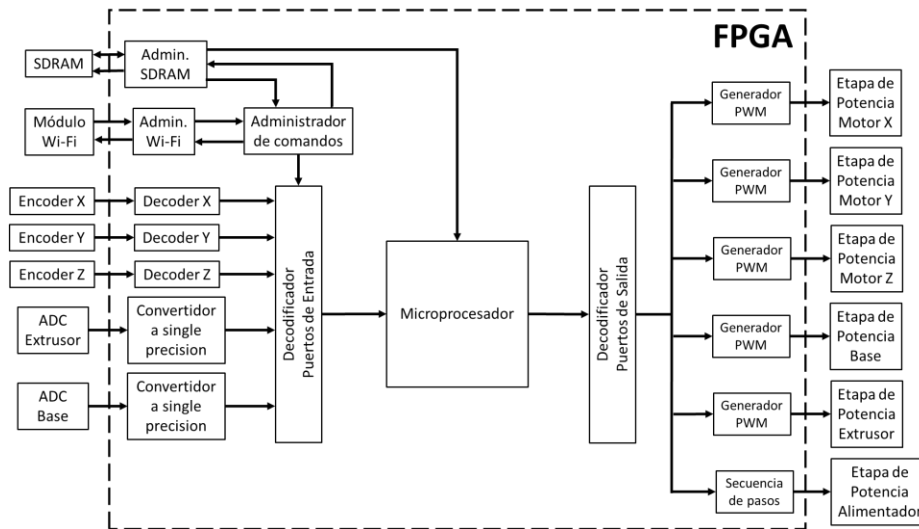 FPGA
SDRAM
Admin.
SDRAM
Módulo
Wi-Fi
Admin.
Wi-Fi
Administrador
de comandos
Encoder X
Decoder X
Encoder Y
Decoder Y
Encoder Z
Decoder Z
ADC
Extrusor
Convertidor
a single
precision
ADC
Base
Convertidor
a single
precision
Decodificador
Puertos de Entrada
Microprocesador
Decodificador
Puertos de Salida
Generador
PWM
Etapa de
Potencia
Motor X
Generador
PWM
Etapa de
Potencia
Motor Y
Generador
PWM
Etapa de
Potencia
Motor Z
Generador
PWM
Etapa de
Potencia
Base
Generador
PWM
Etapa de
Potencia
Extrusor
Secuencia
de pasos
Etapa de
Potencia
Alimentador